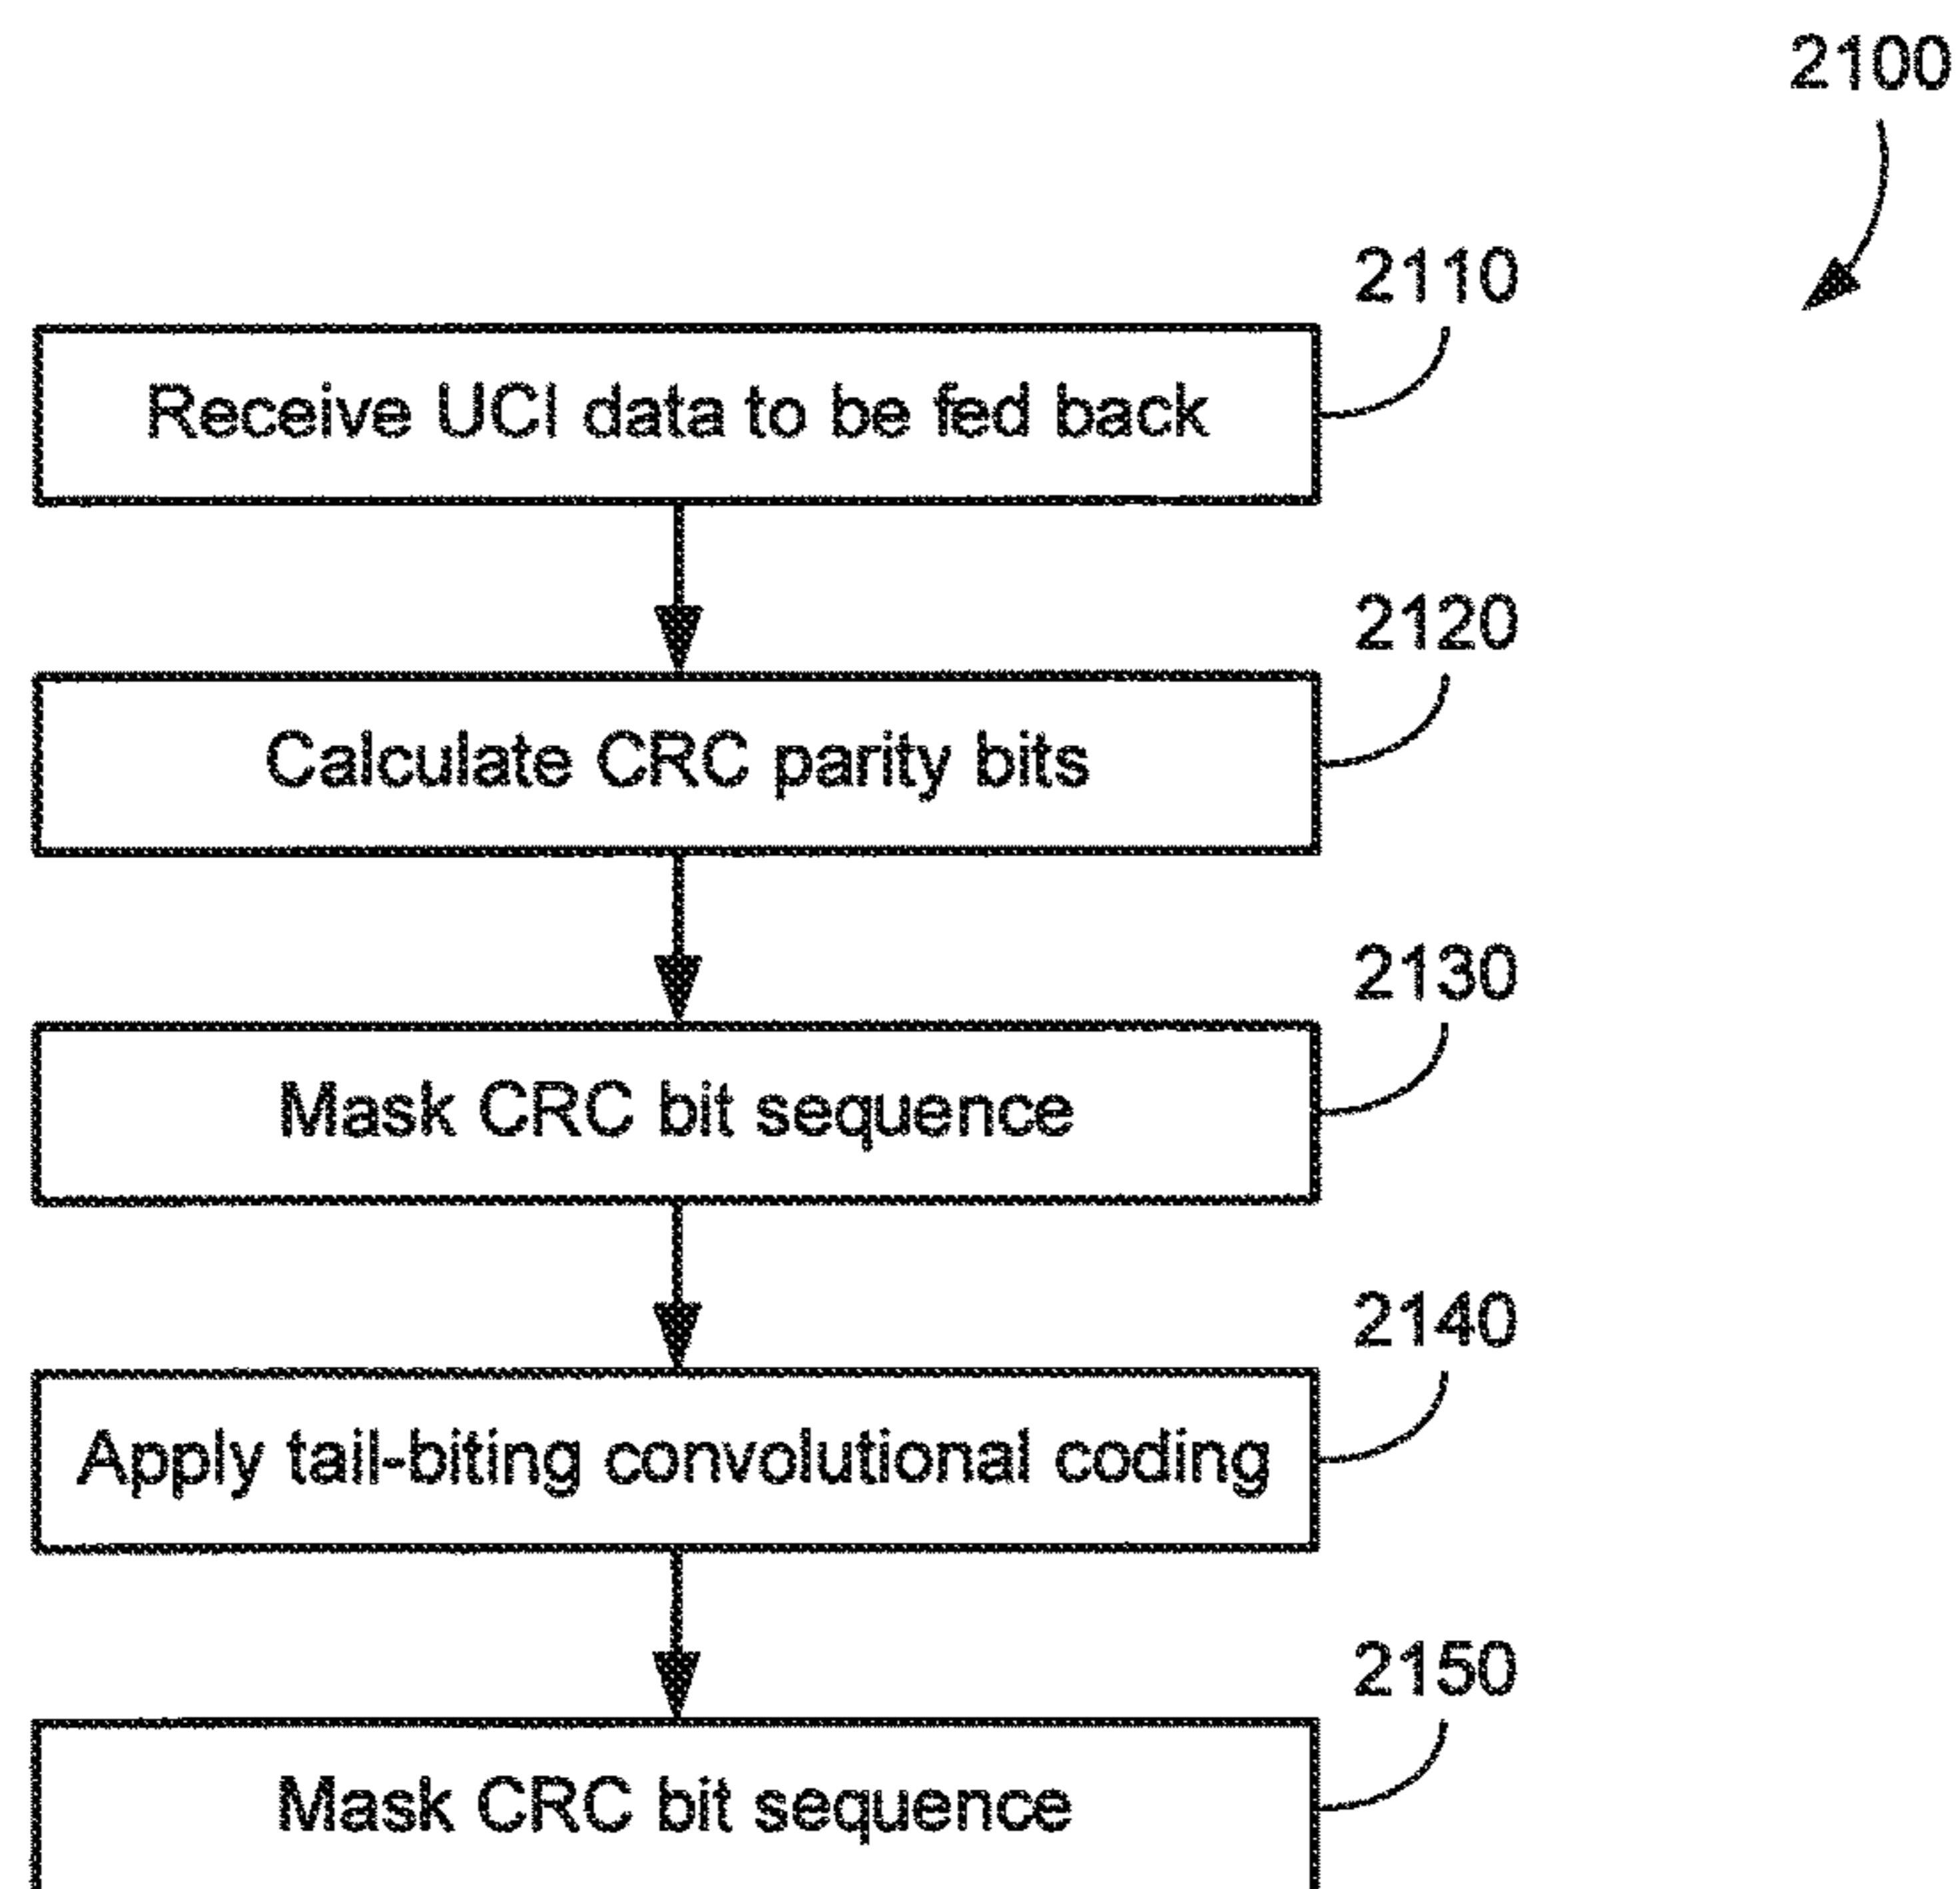 2100
2110
Receive UCI data to be fed back
2120
Calculate CRC parity bits
2130
Mask CRC bit sequence
2140
Apply tail-biting convolutional coding
2150
Mask CRC bit sequence